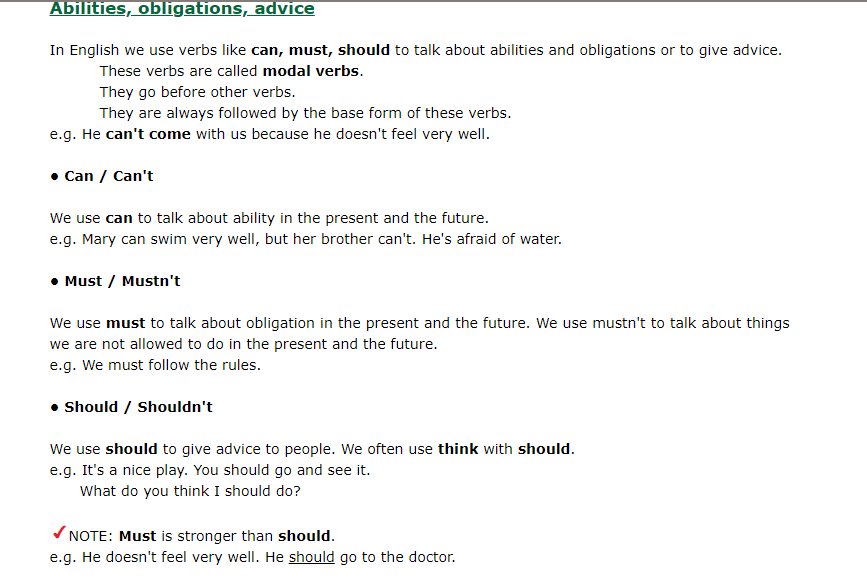 Abilities, obligations, advice
In English we use verbs like can, must, should to talk about abilities and obligations or to give advice.
These verbs are called modal verbs.
They go before other verbs.
They are always followed by the base form of these verbs.
e.g. He can't come with us because he doesn't feel very well.
● Can / Can't
We use can to talk about ability in the present and the future.
e.g. Mary can swim very well, but her brother can't. He's afraid of water.
● Must / Mustn't
We use must to talk about obligation in the present and the future. We use mustn't to talk about things
we are not allowed to do in the present and the future.
e.g. We must follow the rules.
● Should / Shouldn't
We use should to give advice to people. We often use think with should.
e.g. It's a nice play. You should go and see it.
What do you think I should do?
✓NOTE: Must is stronger than should.
e.g. He doesn't feel very well. He should go to the doctor.